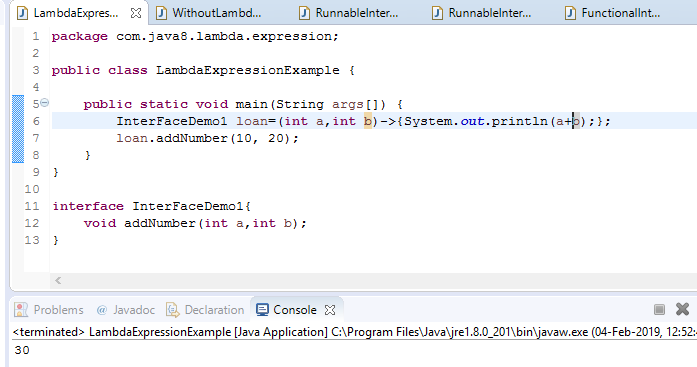 LambdaExpres... WithoutLambd... RunnableInter... RunnableInter... FunctionalInt...
1 package com.java8.lambda.expression;
2
3 public class LambdaExpressionExample {
4
5 public static void main(String args[]) {
6 InterFaceDemo1 loan=(int a,int b)->{System.out.println(a+b);};
7 loan.addNumber(10, 20);
8 }
9 }
10
11 interface InterFaceDemo1{
12 void addNumber(int a,int b);
13 }
Problems @ Javadoc Declaration Console
<terminated> LambdaExpressionExample [Java Application] C:\Program Files\Java\jre1.8.0_201\bin\javaw.exe (04-Feb-2019, 12:52:
30